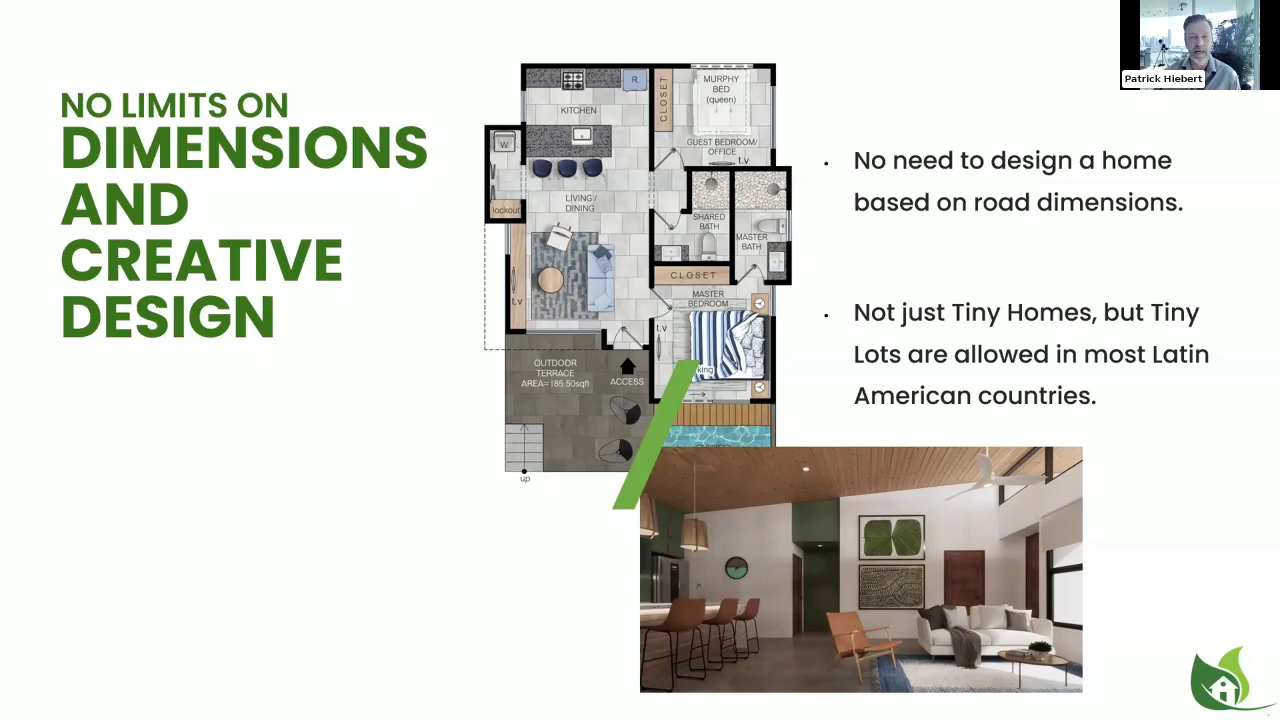 Patrick Hiebert
NO LIMITS ON
DIMENSIONS
AND
CREATIVE
DESIGN
KITCHEN
R.
CLOSET
MURPHY
BED
(queen)
GUEST BEDROOM/
OFFICE
t.v
W.
lockout
LIVING /
DINING
SHARED
BATH
MASTER
BATH
CLOSET
MASTER
BEDROOM
t.v
t.v
king
OUTDOOR
TERRACE
AREA=185.50sqft
ACCESS
up
• No need to design a home
based on road dimensions.
• Not just Tiny Homes, but Tiny
Lots are allowed in most Latin
American countries.